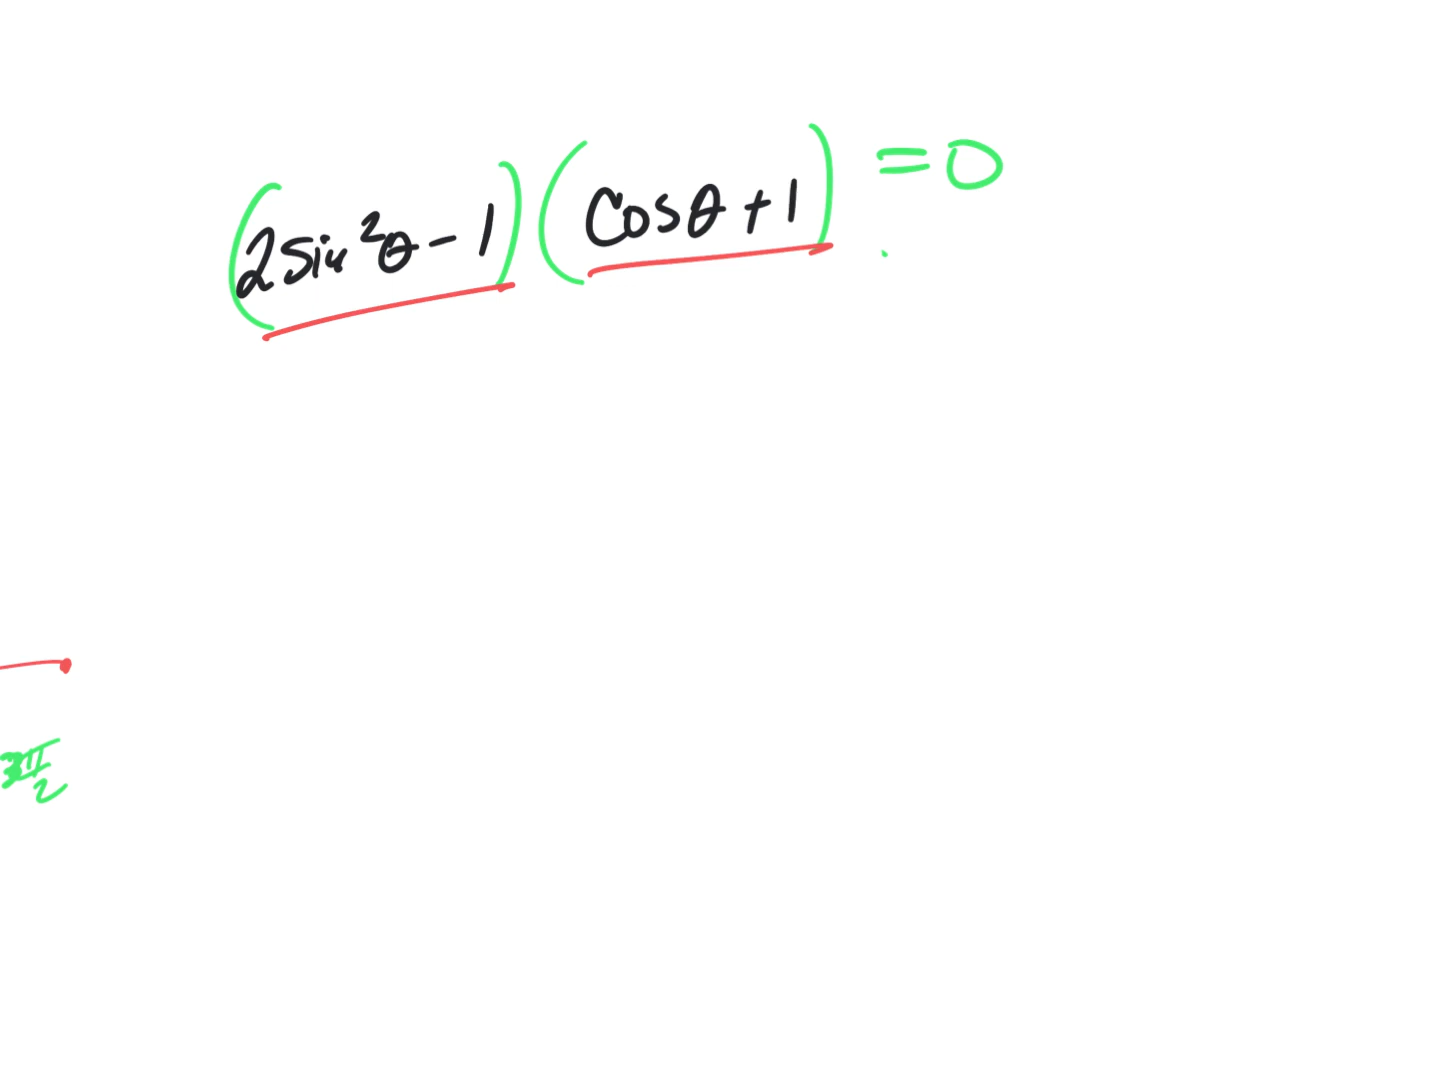 (2sin²θ - 1)(cosθ + 1) = 0
3π/2